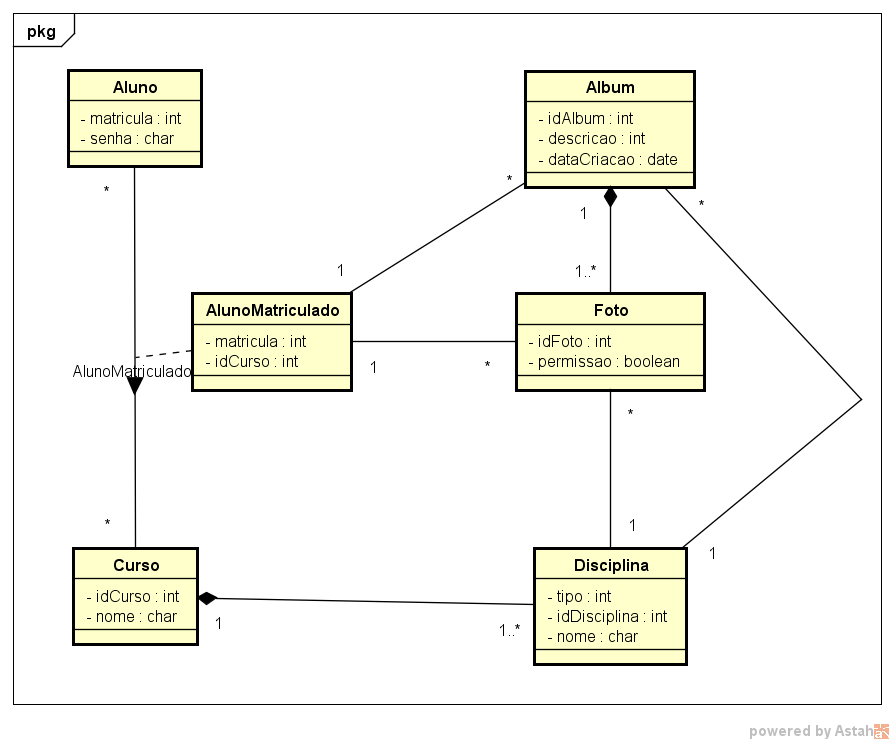 pkg
Aluno
- matricula : int
- senha : char
*
Album
- idAlbum : int
- descricao : int
- dataCriacao : date
*
1
*
1
1..*
AlunoMatriculado
- matricula : int
- idCurso : int
Foto
- idFoto : int
- permissao : boolean
1
*
AlunoMatriculado
*
*
1
1
Curso
- idCurso : int
- nome : char
1
1..*
Disciplina
- tipo : int
- idDisciplina : int
- nome : char
powered by Astah